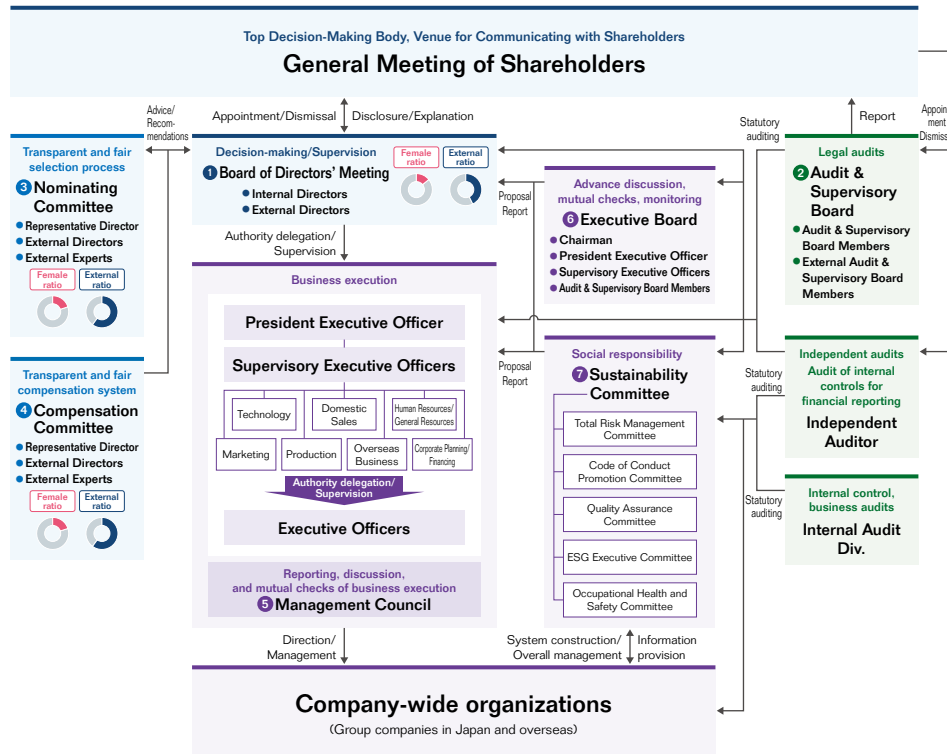 Top Decision-Making Body, Venue for Communicating with Shareholders
General Meeting of Shareholders
Advice/
Recom-
mendations
Appointment/Dismissal
Disclosure/Explanation
Statutory
auditing
Report
Appoint-
ment
Dismiss
Transparent and fair
selection process
3 Nominating
Committee
● Representative Director
● External Directors
● External Experts
Female
ratio
External
ratio
Decision-making/Supervision
1 Board of Directors' Meeting
● Internal Directors
● External Directors
Female
ratio
External
ratio
Proposal
Report
Advance discussion,
mutual checks, monitoring
6 Executive Board
● Chairman
● President Executive Officer
● Supervisory Executive Officers
● Audit & Supervisory Board Members
Legal audits
2 Audit &
Supervisory
Board
● Audit & Supervisory
Board Members
● External Audit &
Supervisory Board
Members
Authority delegation/
Supervision
Business execution
President Executive Officer
Supervisory Executive Officers
Technology
Domestic
Sales
Human Resources/
General Resources
Marketing
Production
Overseas
Business
Corporate Planning/
Financing
Authority delegation/
Supervision
Executive Officers
Reporting, discussion,
and mutual checks of business execution
5 Management Council
Transparent and fair
compensation system
4 Compensation
Committee
● Representative Director
● External Directors
● External Experts
Female
ratio
External
ratio
Proposal
Report
Social responsibility
7 Sustainability
Committee
Total Risk Management
Committee
Code of Conduct
Promotion Committee
Quality Assurance
Committee
ESG Executive Committee
Occupational Health and
Safety Committee
Statutory
auditing
Independent audits
Audit of internal
controls for
financial reporting
Independent
Auditor
Statutory
auditing
Internal control,
business audits
Internal Audit
Div.
Direction/
Management
System construction/
Overall management
Information
provision
Company-wide organizations
(Group companies in Japan and overseas)